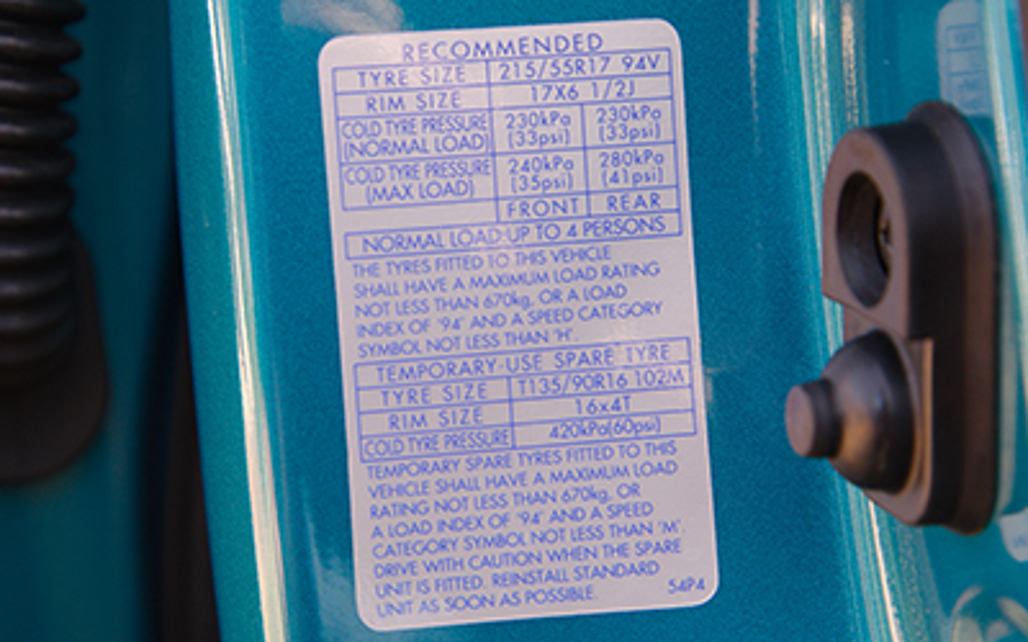 RECOMMENDED
TYRE SIZE 215/55R17 94V
RIM SIZE 17X6 1/2J
COLD TYRE PRESSURE (NORMAL LOAD) 230kPa (33psi) 230kPa (33psi)
COLD TYRE PRESSURE (MAX LOAD) 240kPa (35psi) 280kPa (41psi)
FRONT REAR
NORMAL LOAD-UP TO 4 PERSONS
THE TYRES FITTED TO THIS VEHICLE
SHALL HAVE A MAXIMUM LOAD RATING
NOT LESS THAN 670kg, OR A LOAD
INDEX OF '94' AND A SPEED CATEGORY
SYMBOL NOT LESS THAN 'H'.
TEMPORARY-USE SPARE TYRE
TYRE SIZE T135/90R16 102M
RIM SIZE 16x4T
COLD TYRE PRESSURE 420kPa(60psi)
TEMPORARY SPARE TYRES FITTED TO THIS
VEHICLE SHALL HAVE A MAXIMUM LOAD
RATING NOT LESS THAN 670kg, OR
A LOAD INDEX OF '94' AND A SPEED
CATEGORY SYMBOL NOT LESS THAN 'M'.
DRIVE WITH CAUTION WHEN THE SPARE
UNIT IS FITTED. REINSTALL STANDARD
UNIT AS SOON AS POSSIBLE. 54P4